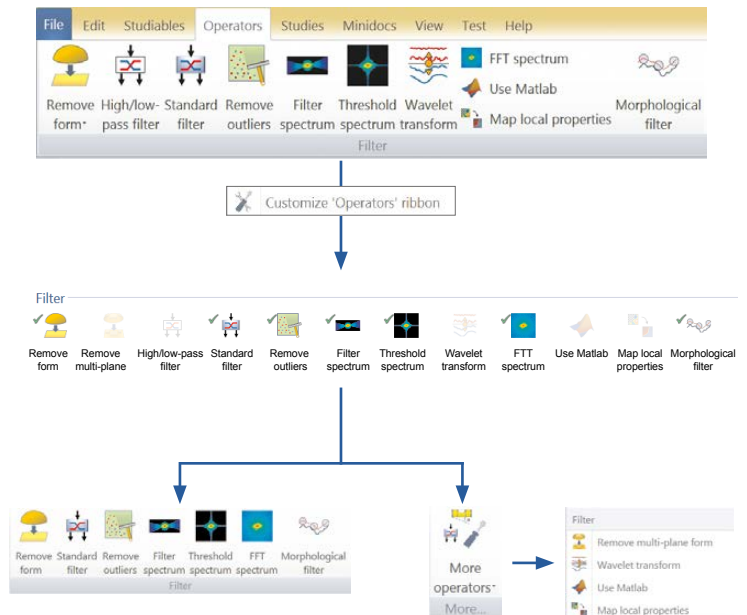 File Edit Studiables Operators Studies Minidocs View Test Help
Remove form High/low-pass filter Standard filter Remove outliers Filter spectrum Threshold spectrum Wavelet transform FFT spectrum Use Matlab Map local properties Morphological filter
Filter
Customize 'Operators' ribbon
Filter
Remove form Remove multi-plane High/low-pass filter Standard filter Remove outliers Filter spectrum Threshold spectrum Wavelet transform FTT spectrum Use Matlab Map local properties Morphological filter
Remove form Standard filter Remove outliers Filter spectrum Threshold spectrum FFT spectrum Morphological filter
Filter
More operators
More...
Filter
Remove multi-plane form
Wavelet transform
Use Matlab
Map local properties